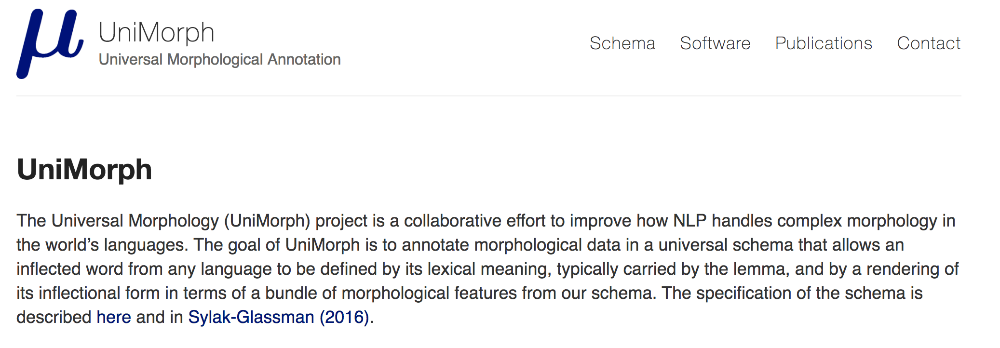 μ
UniMorph
Universal Morphological Annotation
Schema Software Publications Contact
UniMorph
The Universal Morphology (UniMorph) project is a collaborative effort to improve how NLP handles complex morphology in
the world’s languages. The goal of UniMorph is to annotate morphological data in a universal schema that allows an
inflected word from any language to be defined by its lexical meaning, typically carried by the lemma, and by a rendering of
its inflectional form in terms of a bundle of morphological features from our schema. The specification of the schema is
described here and in Sylak-Glassman (2016).